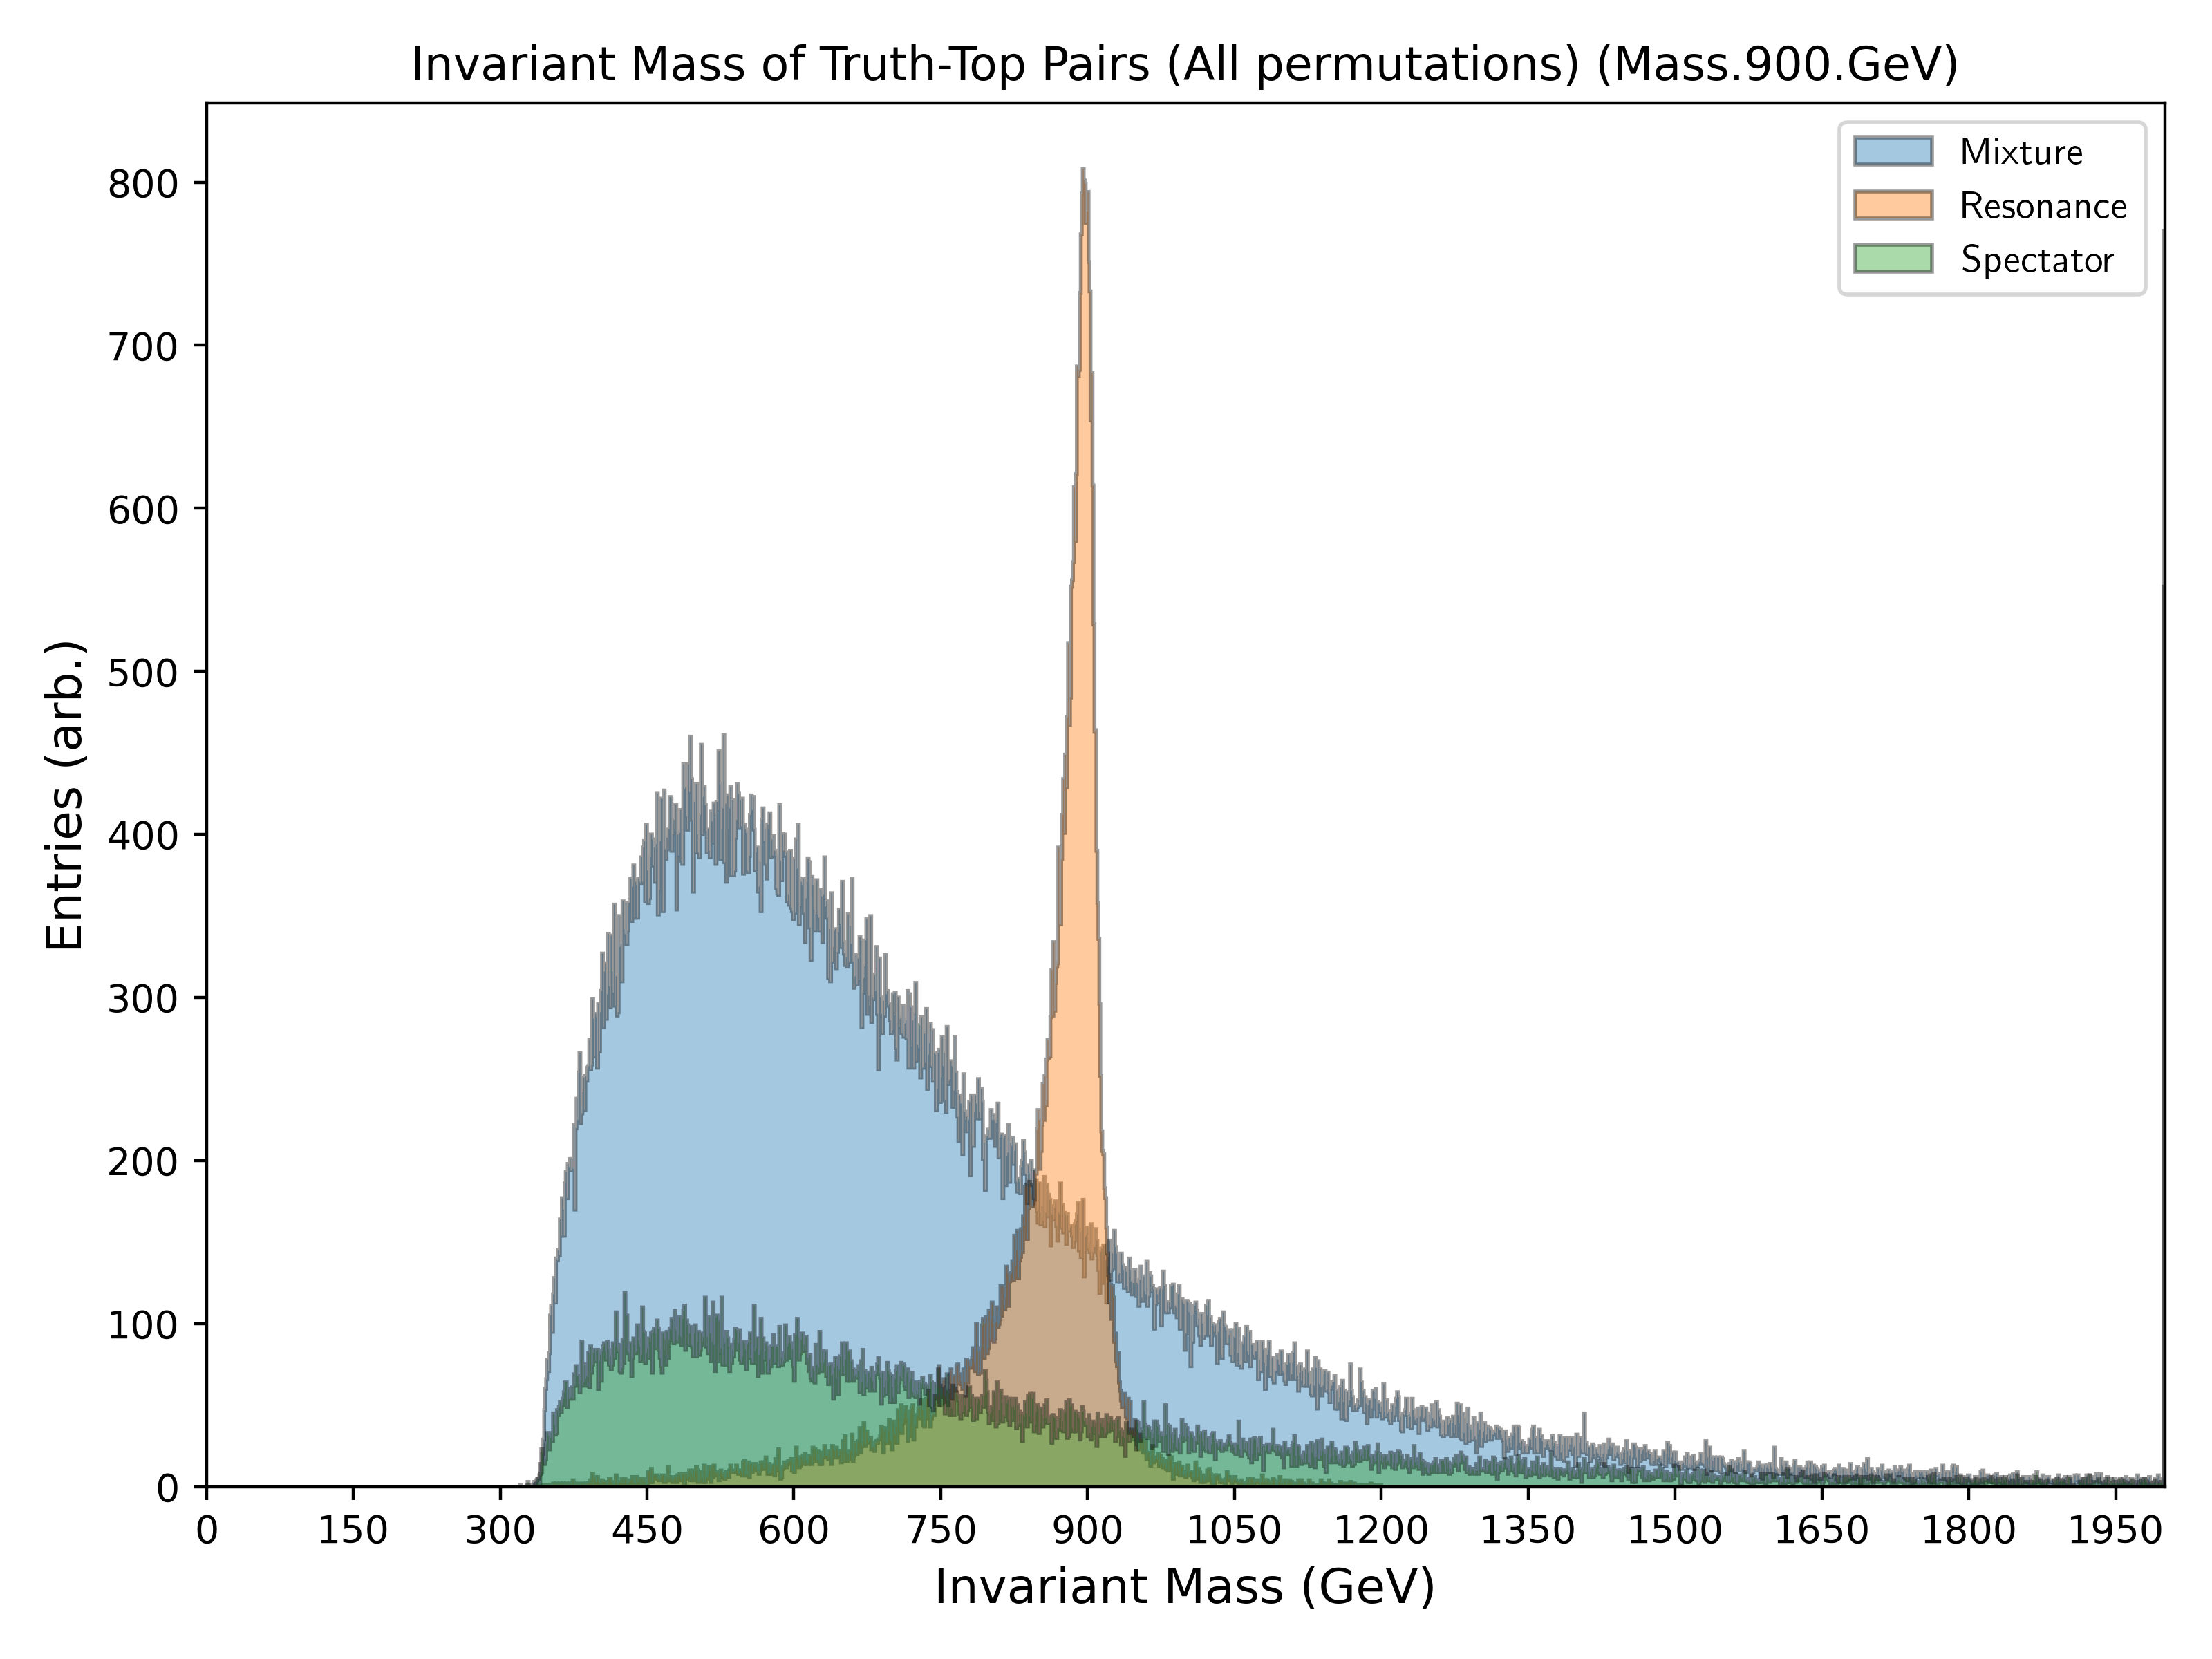 Invariant Mass of Truth-Top Pairs (All permutations) (Mass.900.GeV)
Mixture
Resonance
Spectator
Entries (arb.)
800
700
600
500
400
300
200
100
0
0 150 300 450 600 750 900 1050 1200 1350 1500 1650 1800 1950
Invariant Mass (GeV)